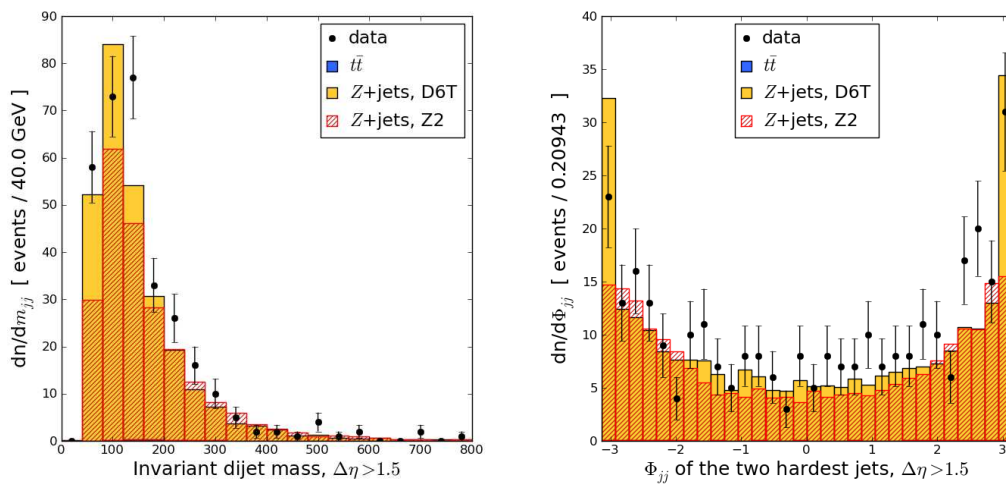 dn/dm_jj [ events / 40.0 GeV ]
90
80
70
60
50
40
30
20
10
0
data
tt̄
Z+jets, D6T
Z+jets, Z2
0 100 200 300 400 500 600 700 800
Invariant dijet mass, Δη>1.5
dn/dΦ_jj [ events / 0.20943 ]
40
35
30
25
20
15
10
5
0
data
tt̄
Z+jets, D6T
Z+jets, Z2
−3 −2 −1 0 1 2 3
Φ_jj of the two hardest jets, Δη>1.5